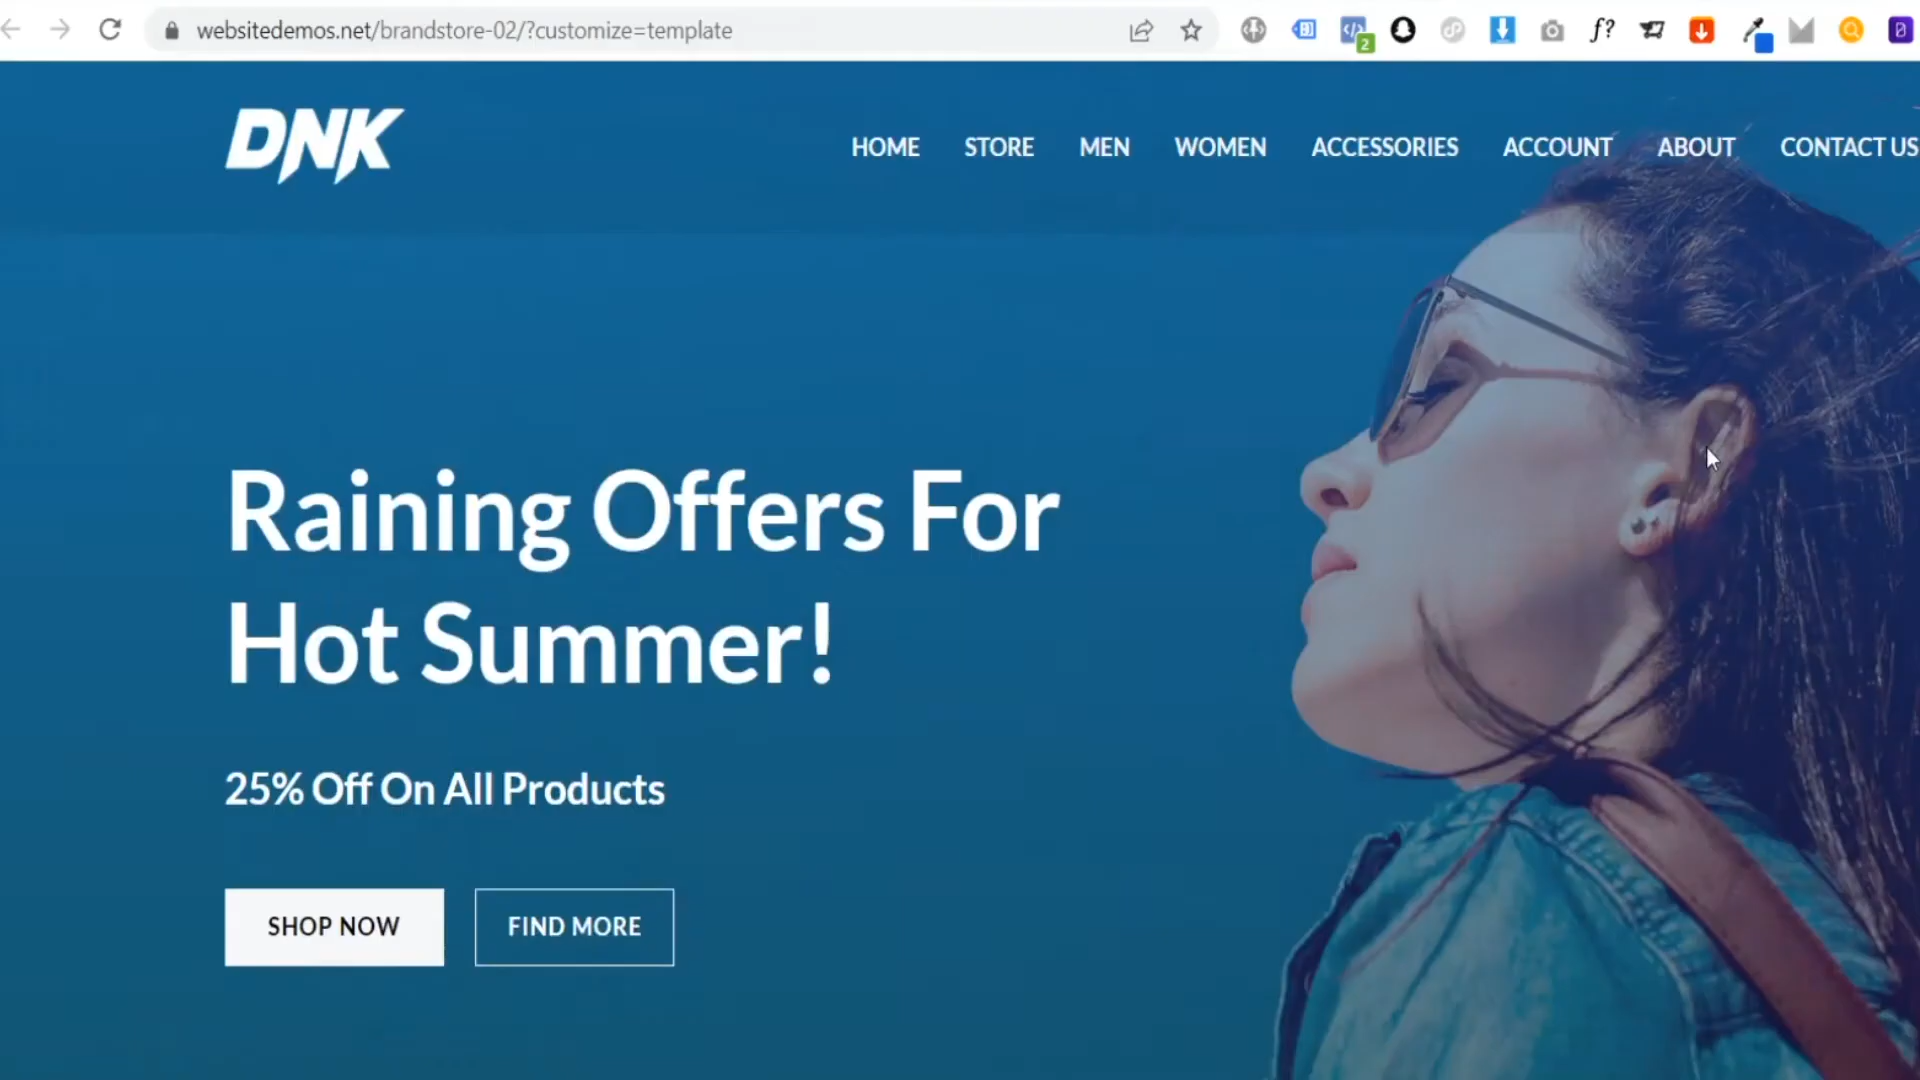 websitedemos.net/brandstore-02/?customize=template
f?
2
DNK
HOME STORE MEN WOMEN ACCESSORIES ACCOUNT ABOUT CONTACT US
Raining Offers For
Hot Summer!
25% Off On All Products
SHOP NOW FIND MORE